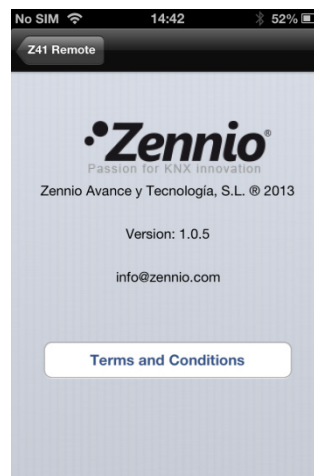 No SIM 14:42 52%
Z41 Remote
Zennio®
Passion for KNX innovation
Zennio Avance y Tecnología, S.L. ® 2013
Version: 1.0.5
info@zennio.com
Terms and Conditions